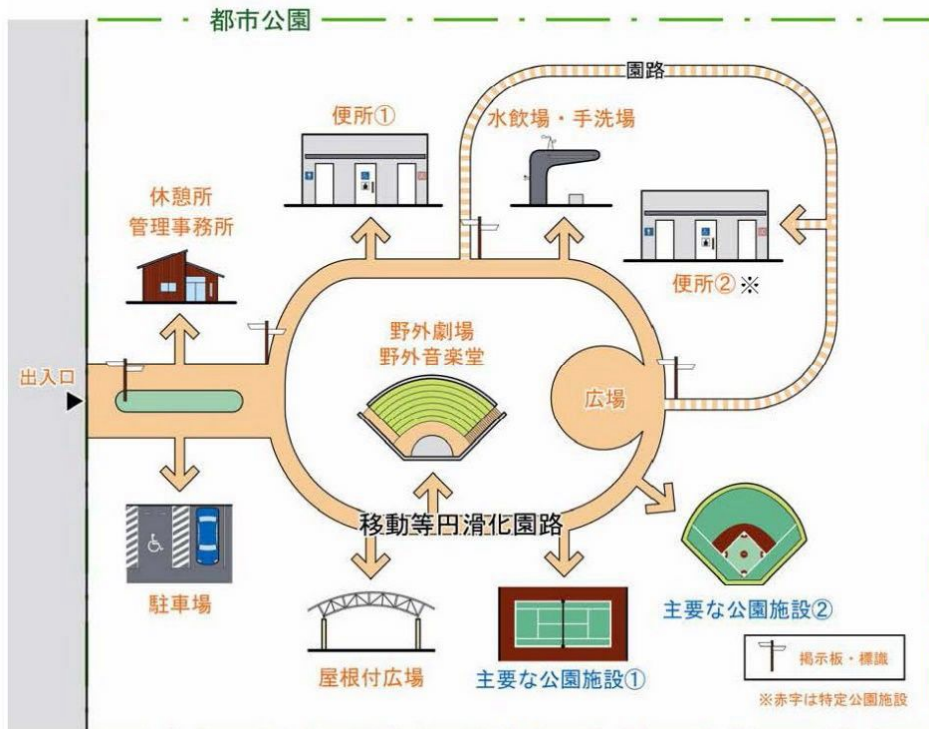 都市公園
園路
便所①
水飲場・手洗場
休憩所
管理事務所
便所②※
野外劇場
野外音楽堂
出入口
広場
移動等円滑化園路
駐車場
主要な公園施設②
屋根付広場
主要な公園施設①
掲示板・標識
※赤字は特定公園施設